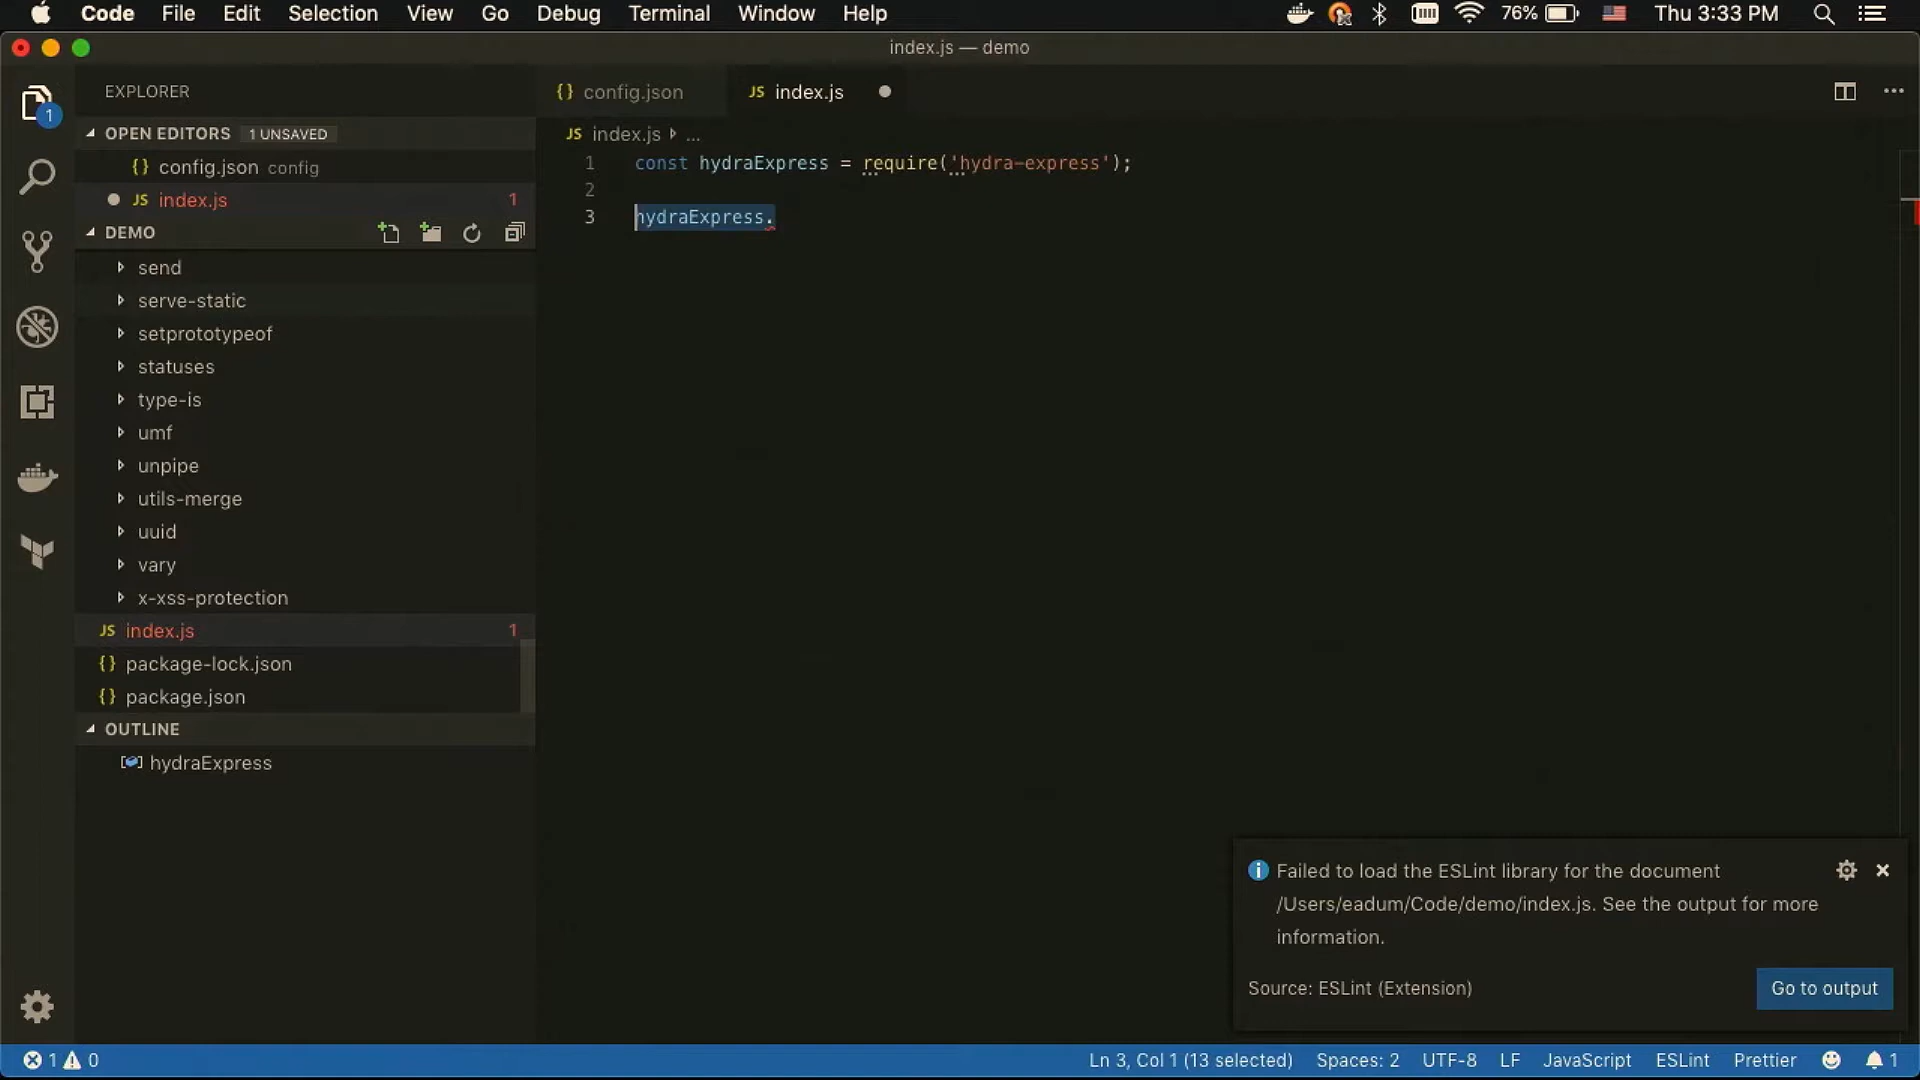 Code File Edit Selection View Go Debug Terminal Window Help 76% Thu 3:33 PM
index.js — demo
EXPLORER
1
OPEN EDITORS 1 UNSAVED
{} config.json config
JS index.js 1
DEMO
send
serve-static
setprototypeof
statuses
type-is
umf
unpipe
utils-merge
uuid
vary
x-xss-protection
JS index.js 1
{} package-lock.json
{} package.json
OUTLINE
hydraExpress
{} config.json JS index.js
JS index.js ...
1 const hydraExpress = require('hydra-express');
2
3 hydraExpress.
Failed to load the ESLint library for the document
/Users/eadum/Code/demo/index.js. See the output for more
information.
Source: ESLint (Extension) Go to output
1 0 Ln 3, Col 1 (13 selected) Spaces: 2 UTF-8 LF JavaScript ESLint Prettier 1